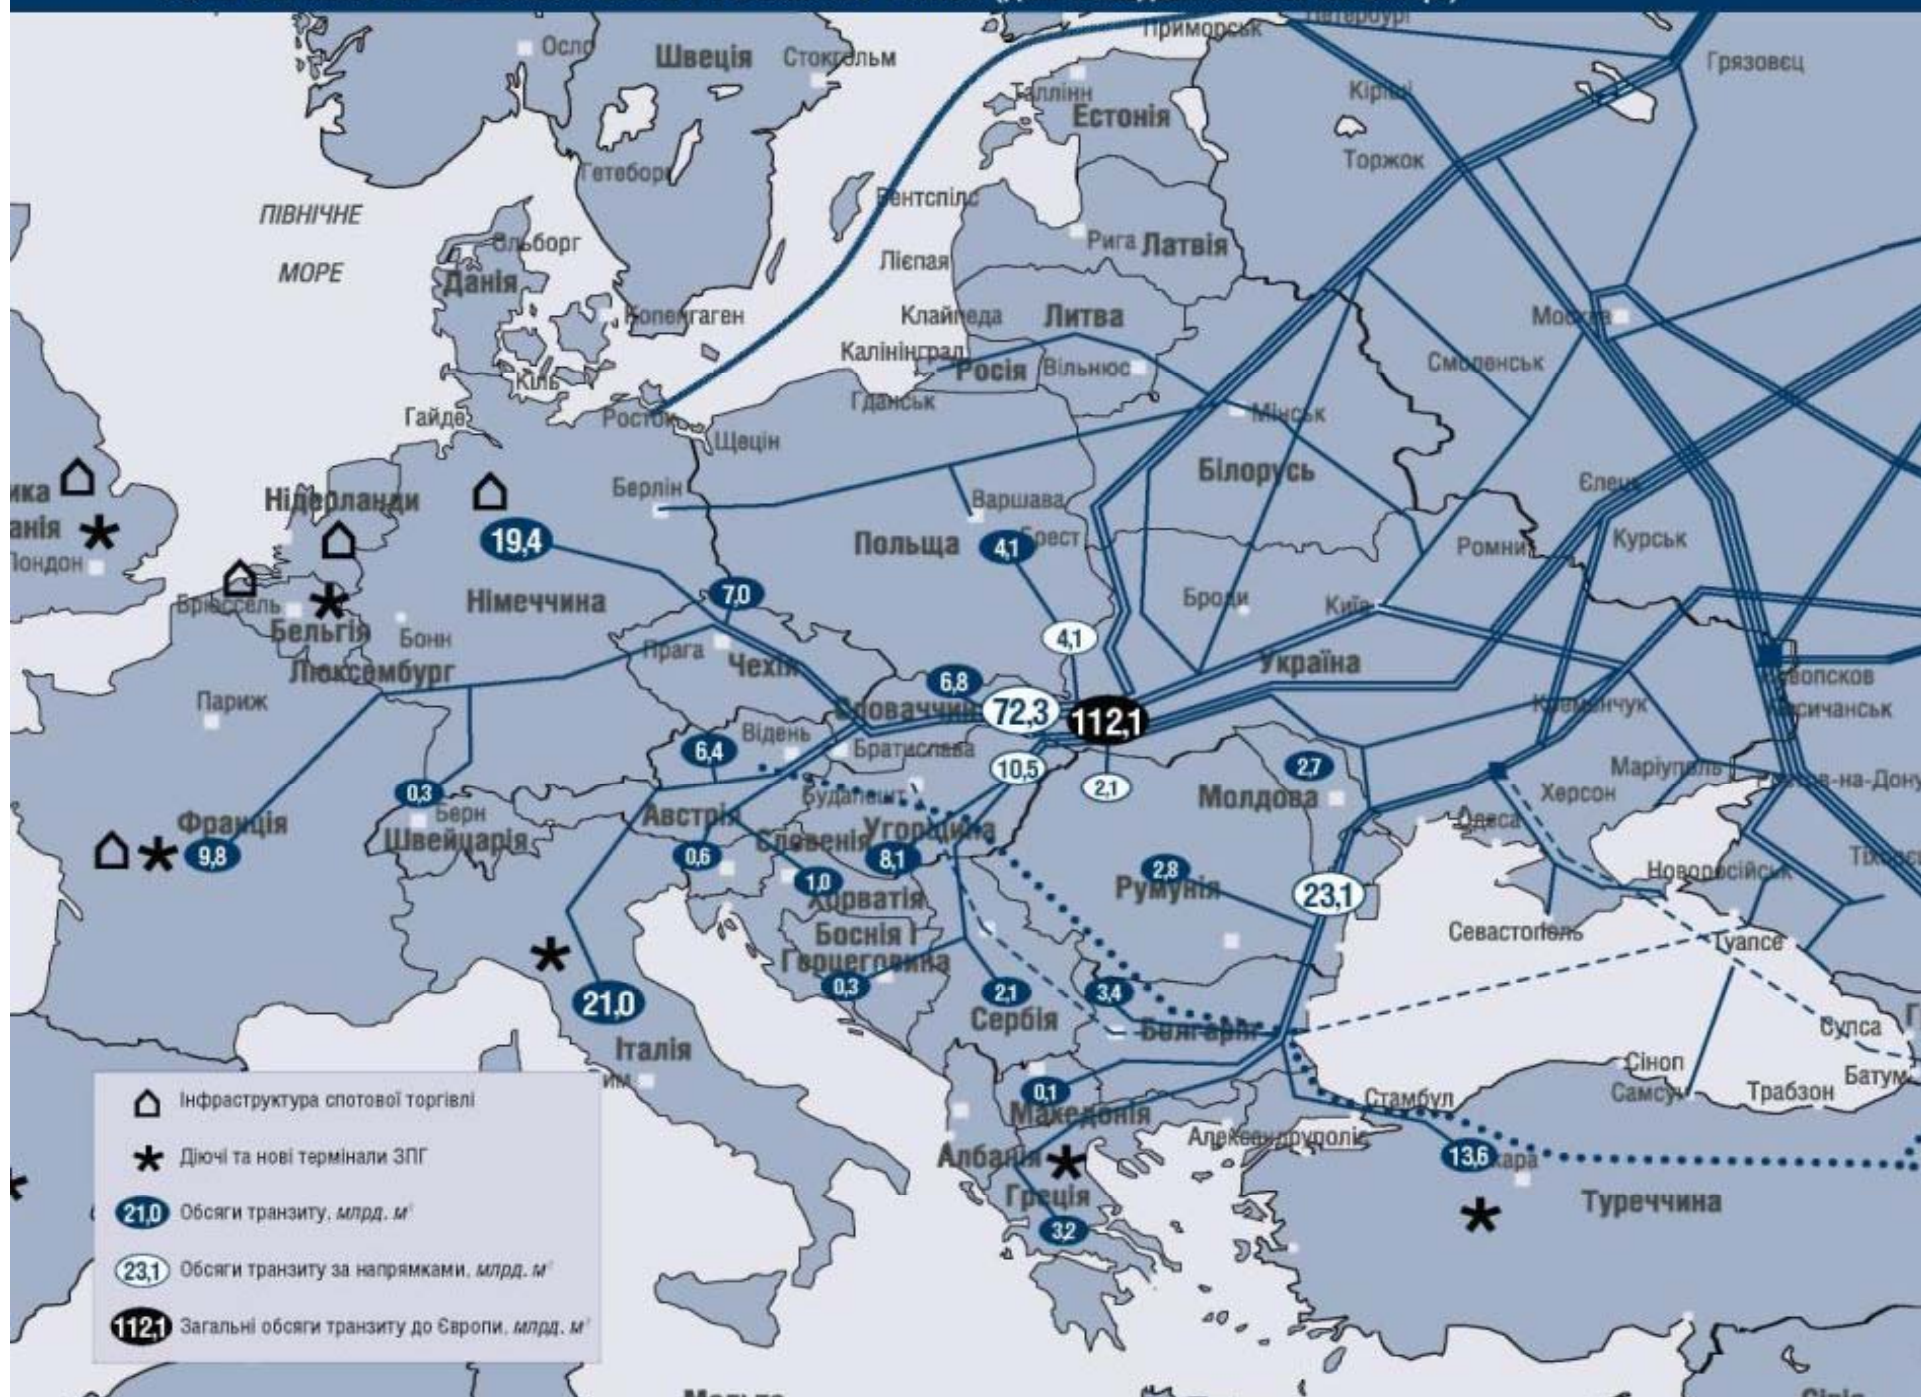 Приморськ
Осло
Швеція
Стокгольм
Грязовєц
Таллінн
Естонія
Кіріші
Торжок
Гетеборг
Вентспілс
ПІВНІЧНЕ
МОРЕ
Ольборг
Рига
Латвія
Лієпая
Данія
Копенгаген
Клайпеда
Литва
Москва
Калінінград
Росія
Вільнюс
Смоленськ
Кіль
Гданськ
Гайде
Росток
Мінськ
Щецін
Білорусь
Берлін
Єлець
Нідерланди
Варшава
19,4
Польща
4,1
Брест
Ромни
Курськ
Лондон
7,0
Брюссель
Німеччина
Броди
Київ
Бельгія
Бонн
4,1
Прага
Чехія
Україна
Люксембург
6,8
Париж
Словаччина
72,3
112,1
Кременчук
Відень
6,4
Братислава
10,5
2,1
2,7
Маріуполь
0,3
Будапешт
Молдова
Херсон
Берн
Австрія
Франція
Швейцарія
Словенія
Угорщина
Одеса
9,8
0,6
8,1
2,8
Новоросійськ
1,0
Хорватія
Румунія
23,1
Боснія і
Герцеговина
Севастополь
Туапсе
0,3
2,1
3,4
21,0
Сербія
Болгарія
Супса
Італія
Сіноп
Батум
0,1
Стамбул
Самсун
Трабзон
Македонія
Александруполіс
Албанія
13,6
кара
Греція
Туреччина
3,2
Інфраструктура спотової торгівлі
Діючі та нові термінали ЗПГ
21,0 Обсяги транзиту, млрд. м³
23,1 Обсяги транзиту за напрямками, млрд. м³
112,1 Загальні обсяги транзиту до Європи, млрд. м³